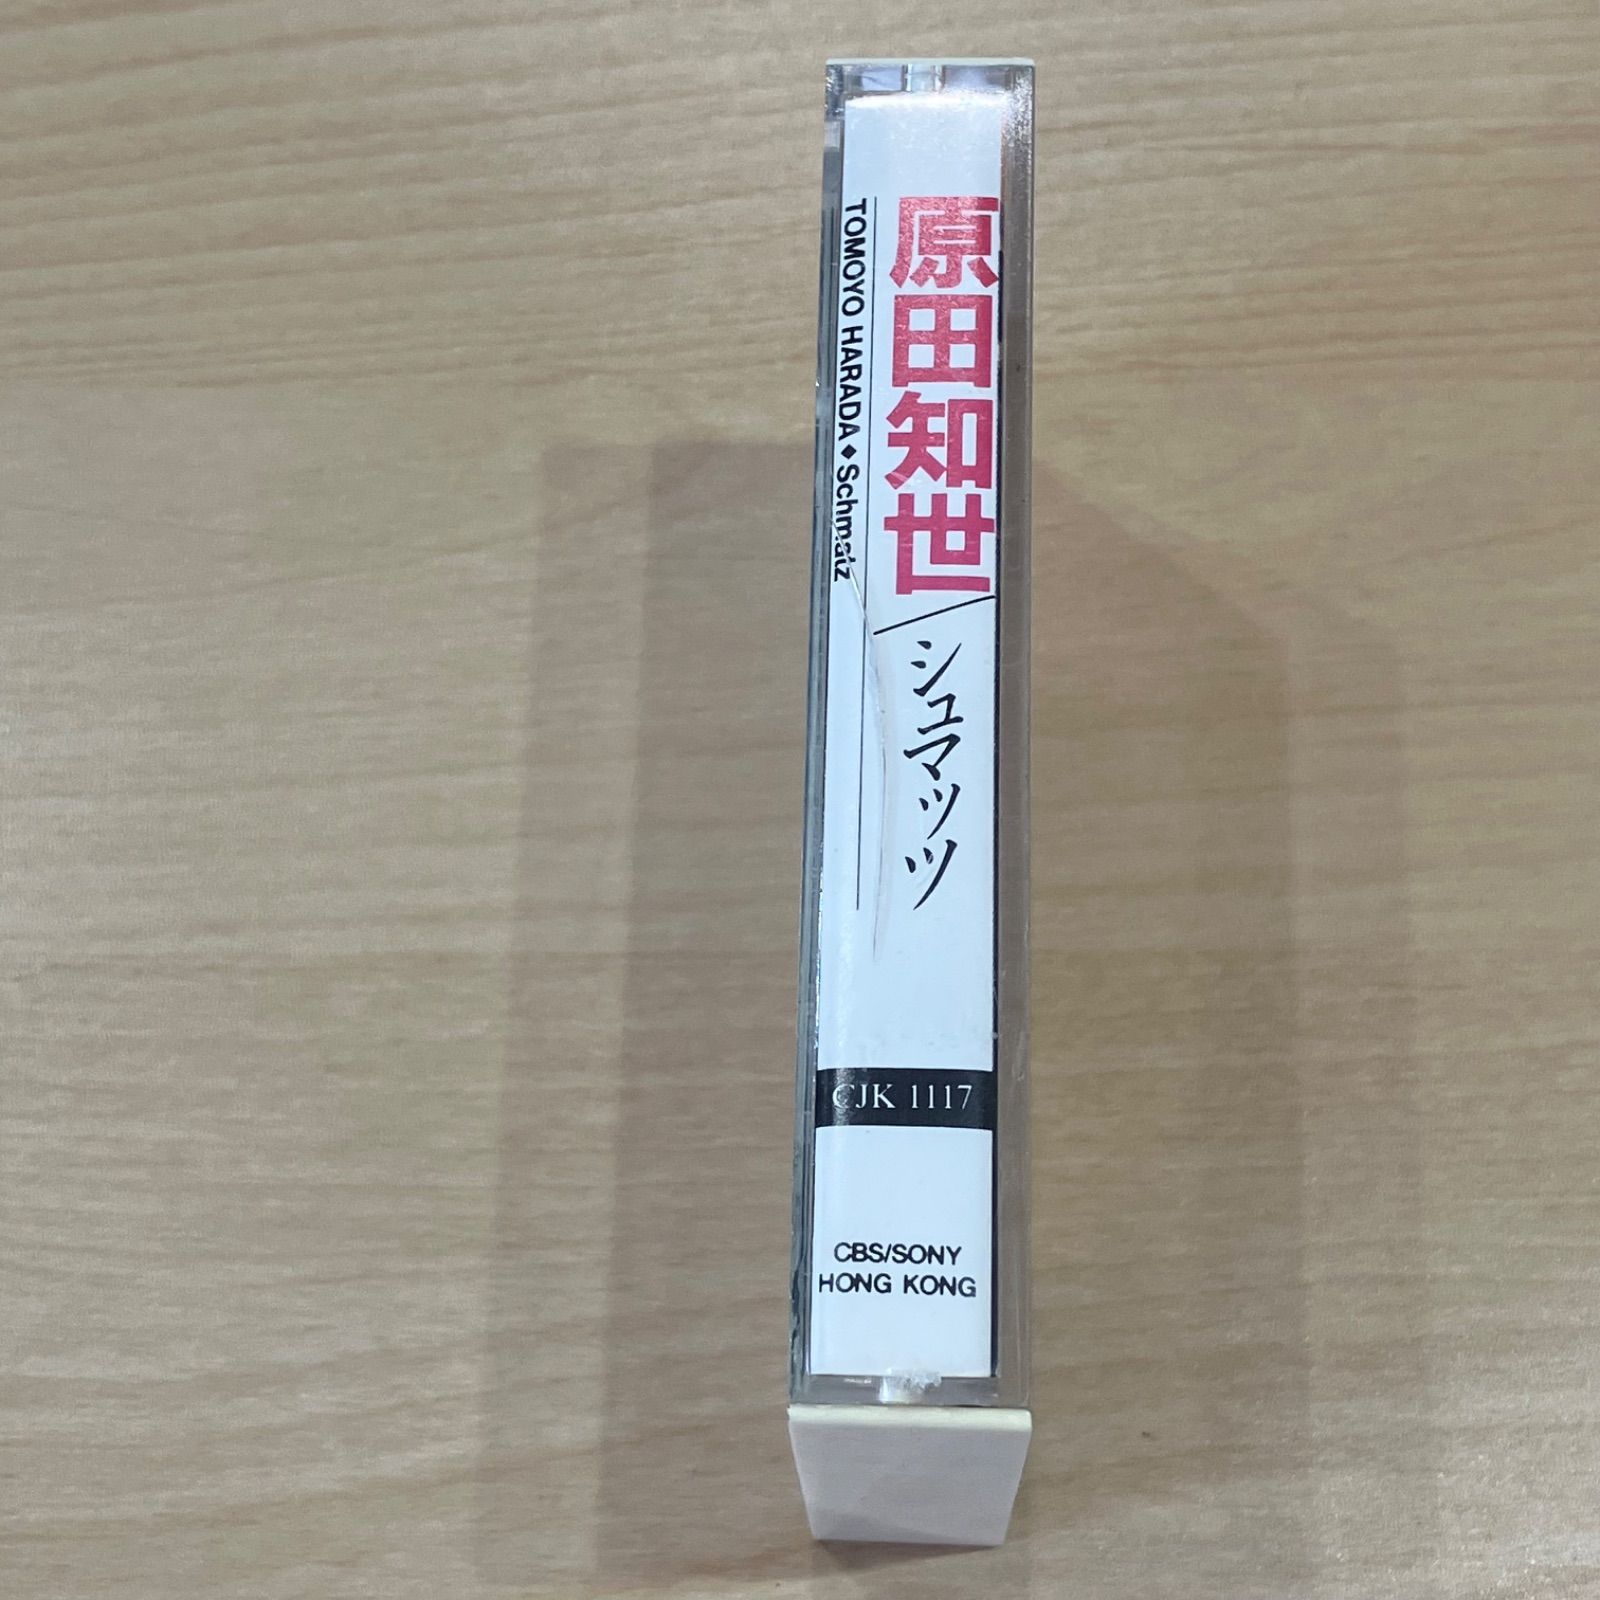 原田知世/シュマッツ
TOMOYO HARADA◆Schmatz
CJK 1117
CBS/SONY
HONG KONG